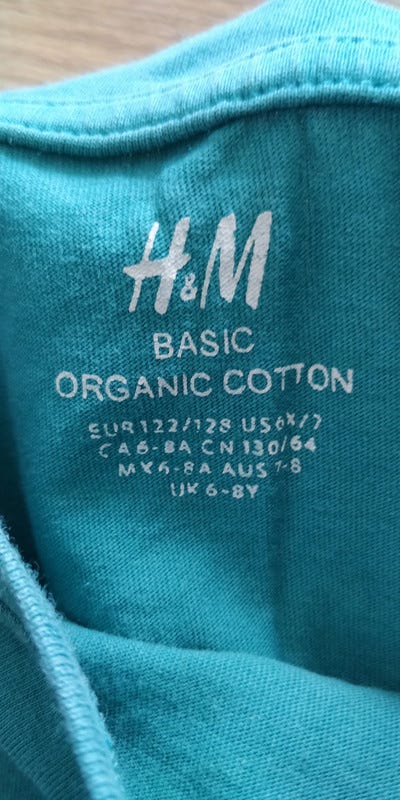 H&M
BASIC
ORGANIC COTTON
EUR 122/128 US 6X/7
CA 6-8A CN 130/64
MX 6-8A AUS 7-8
UK 6-8Y